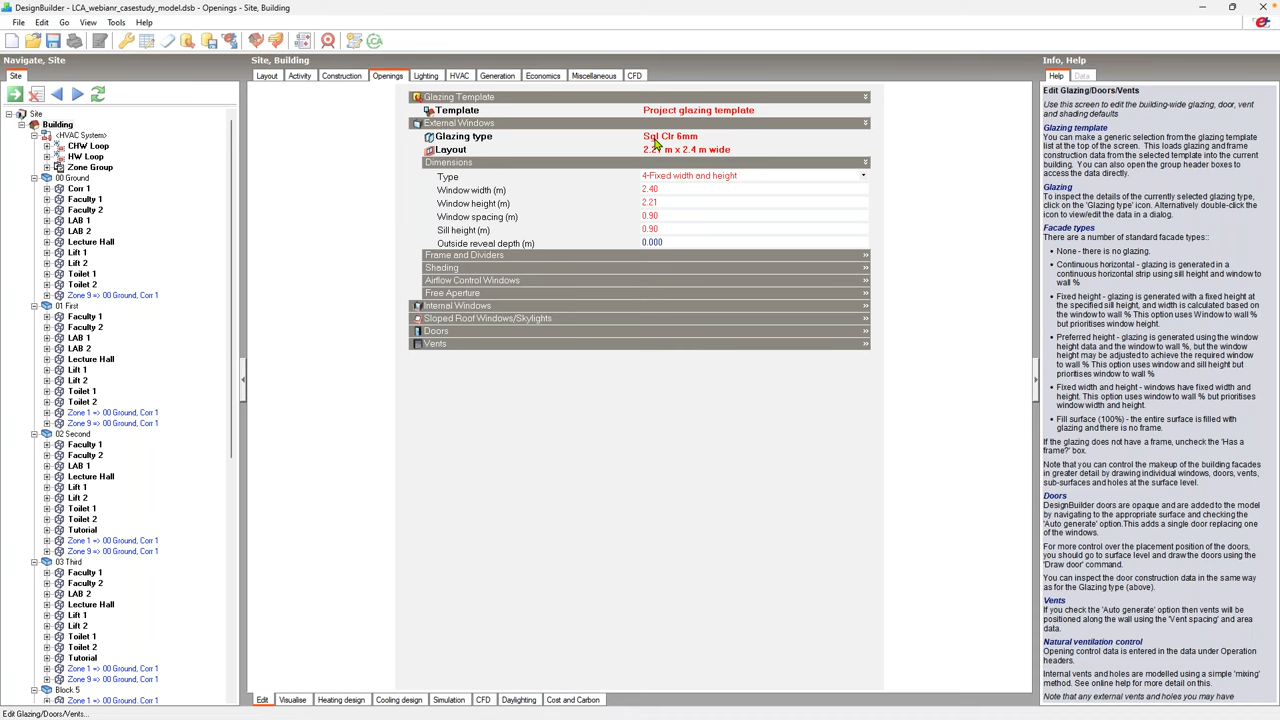 DesignBuilder - LCA_webianr_casestudy_model.dsb - Openings - Site, Building
File Edit Go View Tools Help
Navigate, Site
Site
Site
Building
<HVAC System>
CHW Loop
HW Loop
Zone Group
00 Ground
Corr 1
Faculty 1
Faculty 2
LAB 1
LAB 2
Lecture Hall
Lift 1
Lift 2
Toilet 1
Toilet 2
Zone 9 => 00 Ground, Corr 1
01 First
Faculty 1
Faculty 2
LAB 1
LAB 2
Lecture Hall
Lift 1
Lift 2
Toilet 1
Toilet 2
Zone 1 => 00 Ground, Corr 1
Zone 9 => 00 Ground, Corr 1
02 Second
Faculty 1
Faculty 2
LAB 1
Lecture Hall
Lift 1
Lift 2
Toilet 1
Toilet 2
Tutorial
Zone 1 => 00 Ground, Corr 1
Zone 9 => 00 Ground, Corr 1
03 Third
Faculty 1
Faculty 2
LAB 2
Lecture Hall
Lift 1
Lift 2
Toilet 1
Toilet 2
Tutorial
Zone 1 => 00 Ground, Corr 1
Zone 9 => 00 Ground, Corr 1
Block 5
Zone 1 => 00 Ground, Corr 1
Site, Building
Layout Activity Construction Openings Lighting HVAC Generation Economics Miscellaneous CFD
Glazing Template
Template Project glazing template
External Windows
Glazing type Sgl Clr 6mm
Layout 2.21 m x 2.4 m wide
Dimensions
Type 4-Fixed width and height
Window width (m) 2.40
Window height (m) 2.21
Window spacing (m) 0.90
Sill height (m) 0.90
Outside reveal depth (m) 0.000
Frame and Dividers
Shading
Airflow Control Windows
Free Aperture
Internal Windows
Sloped Roof Windows/Skylights
Doors
Vents
Edit Visualise Heating design Cooling design Simulation CFD Daylighting Cost and Carbon
Info, Help
Help Data
Edit Glazing/Doors/Vents
Use this screen to edit the building-wide glazing, door, vent
and shading defaults
Glazing template
You can make a generic selection from the glazing template
list at the top of the screen. This loads glazing and frame
construction data from the selected template into the current
building. You can also open the group header boxes to
access the data directly.
Glazing
To inspect the details of the currently selected glazing type,
click on the 'Glazing type' icon. Alternatively double-click the
icon to view/edit the data in a dialog.
Facade types
There are a number of standard facade types::
• None - there is no glazing.
• Continuous horizontal - glazing is generated in a
continuous horizontal strip using sill height and window to
wall %
• Fixed height - glazing is generated with a fixed height at
the specified sill height, and width is calculated based on
the window to wall % This option uses Window to wall %
but prioritises window height.
• Preferred height - glazing is generated using the window
height data and the window to wall %, but the window
height may be adjusted to achieve the required window
to wall %. This option uses window and sill height but
prioritises window to wall %
• Fixed width and height - windows have fixed width and
height. This option uses window to wall % but prioritises
window width and height.
• Fill surface (100%) - the entire surface is filled with
glazing and there is no frame.
If the glazing does not have a frame, uncheck the 'Has a
frame?' box.
Note that you can control the makeup of the building facades
in greater detail by drawing individual windows, doors, vents,
sub-surfaces and holes at the surface level.
Doors
DesignBuilder doors are opaque and are added to the model
by navigating to the appropriate surface and checking the
'Auto generate' option.This adds a single door replacing one
of the windows.
For more control over the placement position of the doors,
you should go to surface level and draw the doors using the
'Draw door' command.
You can inspect the door construction data in the same way
as for the Glazing type (above).
Vents
If you check the 'Auto generate' option then vents will be
positioned along the wall using the 'Vent spacing' and area
data.
Natural ventilation control
Opening control data is entered in the data under Operation
headers.
Internal vents and holes are modelled using a simple 'mixing'
method. See online help for more detail on this.
Note that any external vents and holes you may have
Edit Glazing/Doors/Vents...